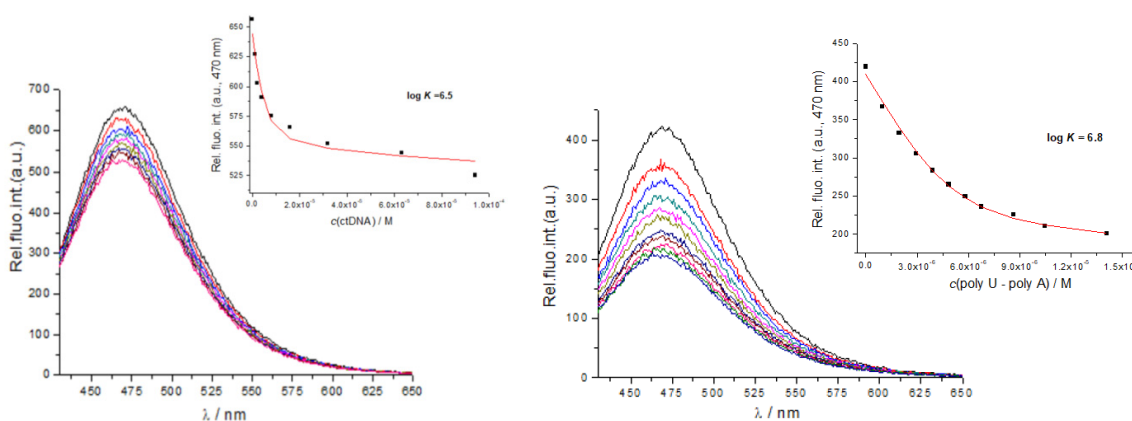 Rel. fluo. int. (a.u., 470 nm)
650
625
600
575
550
525
log K =6.5
0.0 2.0x10⁻⁵ 4.0x10⁻⁵ 6.0x10⁻⁵ 8.0x10⁻⁵ 1.0x10⁻⁴
c(ctDNA) / M
Rel.fluo.int.(a.u.)
700
600
500
400
300
200
100
0
450 475 500 525 550 575 600 625 650
λ / nm
Rel. fluo. int. (a.u., 470 nm)
450
400
350
300
250
200
log K = 6.8
0.0 3.0x10⁻⁶ 6.0x10⁻⁶ 9.0x10⁻⁶ 1.2x10⁻⁵ 1.5x10⁻⁵
c(poly U - poly A) / M
Rel.fluo.int.(a.u.)
400
300
200
100
0
450 475 500 525 550 575 600 625 650
λ / nm